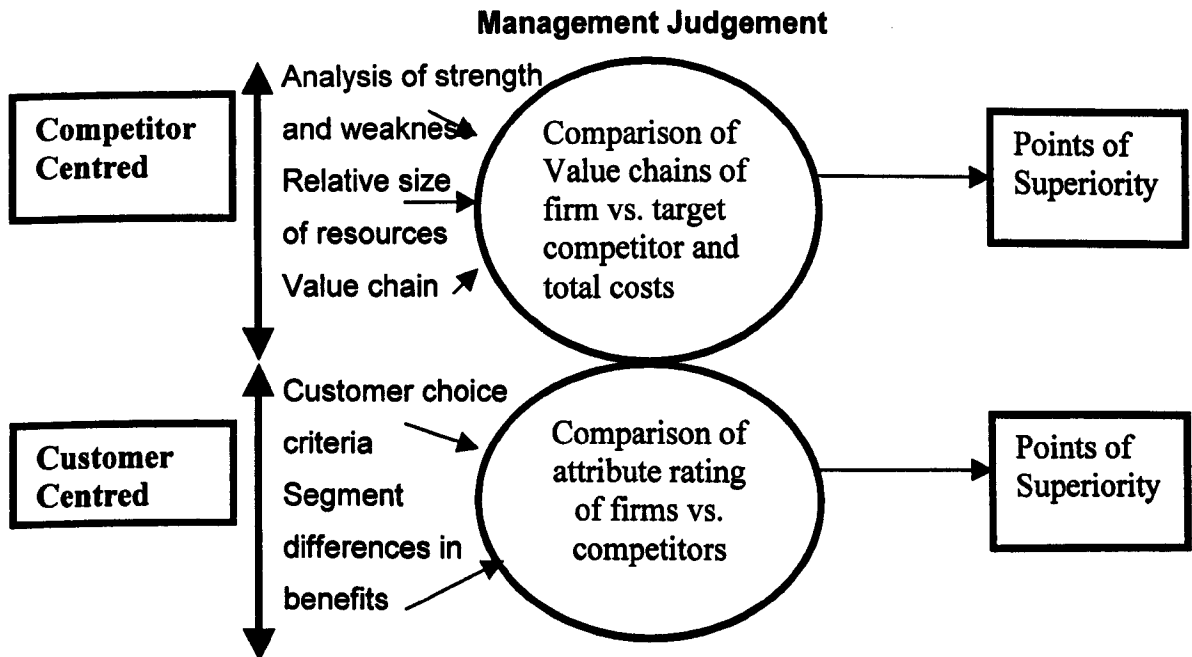 Management Judgement
Competitor
Centred
Analysis of strength
and weakness
Relative size
of resources
Value chain
Comparison of
Value chains of
firm vs. target
competitor and
total costs
Points of
Superiority
Customer
Centred
Customer choice
criteria
Segment
differences in
benefits
Comparison of
attribute rating
of firms vs.
competitors
Points of
Superiority